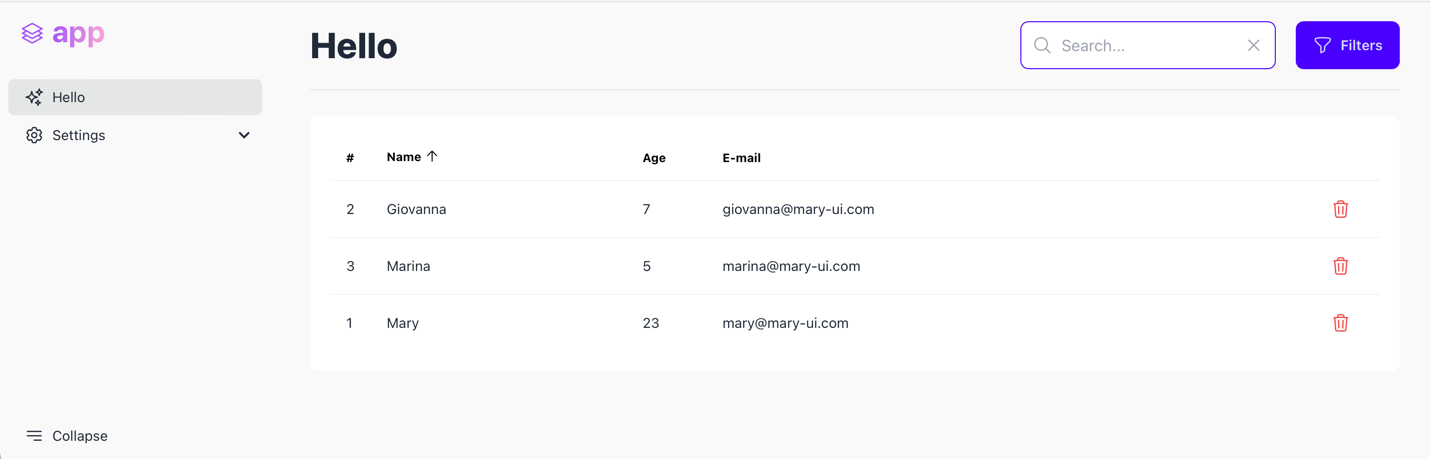 app
Hello
Settings
Collapse
Hello
Search...
Filters
# Name Age E-mail
2 Giovanna 7 giovanna@mary-ui.com
3 Marina 5 marina@mary-ui.com
1 Mary 23 mary@mary-ui.com